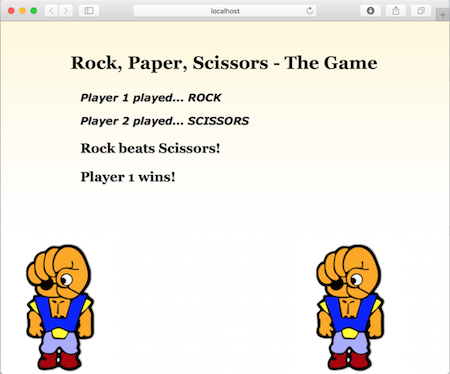 localhost
Rock, Paper, Scissors - The Game
Player 1 played... ROCK
Player 2 played... SCISSORS
Rock beats Scissors!
Player 1 wins!